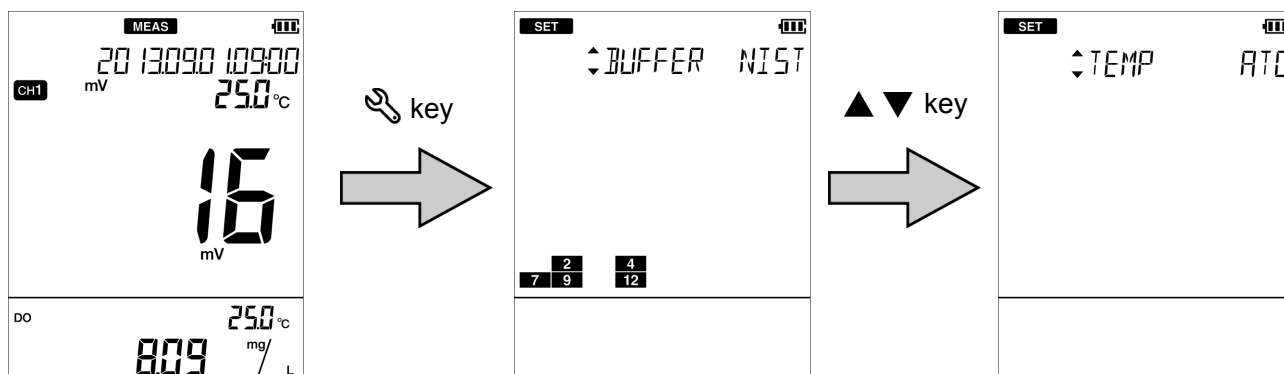 MEAS
2013.09.01.09:00
CH1 mV 25.0 °C
16
mV
DO 25.0 °C
8.09 mg/L
key
SET
BUFFER NIST
2 4
7 9 12
key
SET
TEMP ATC